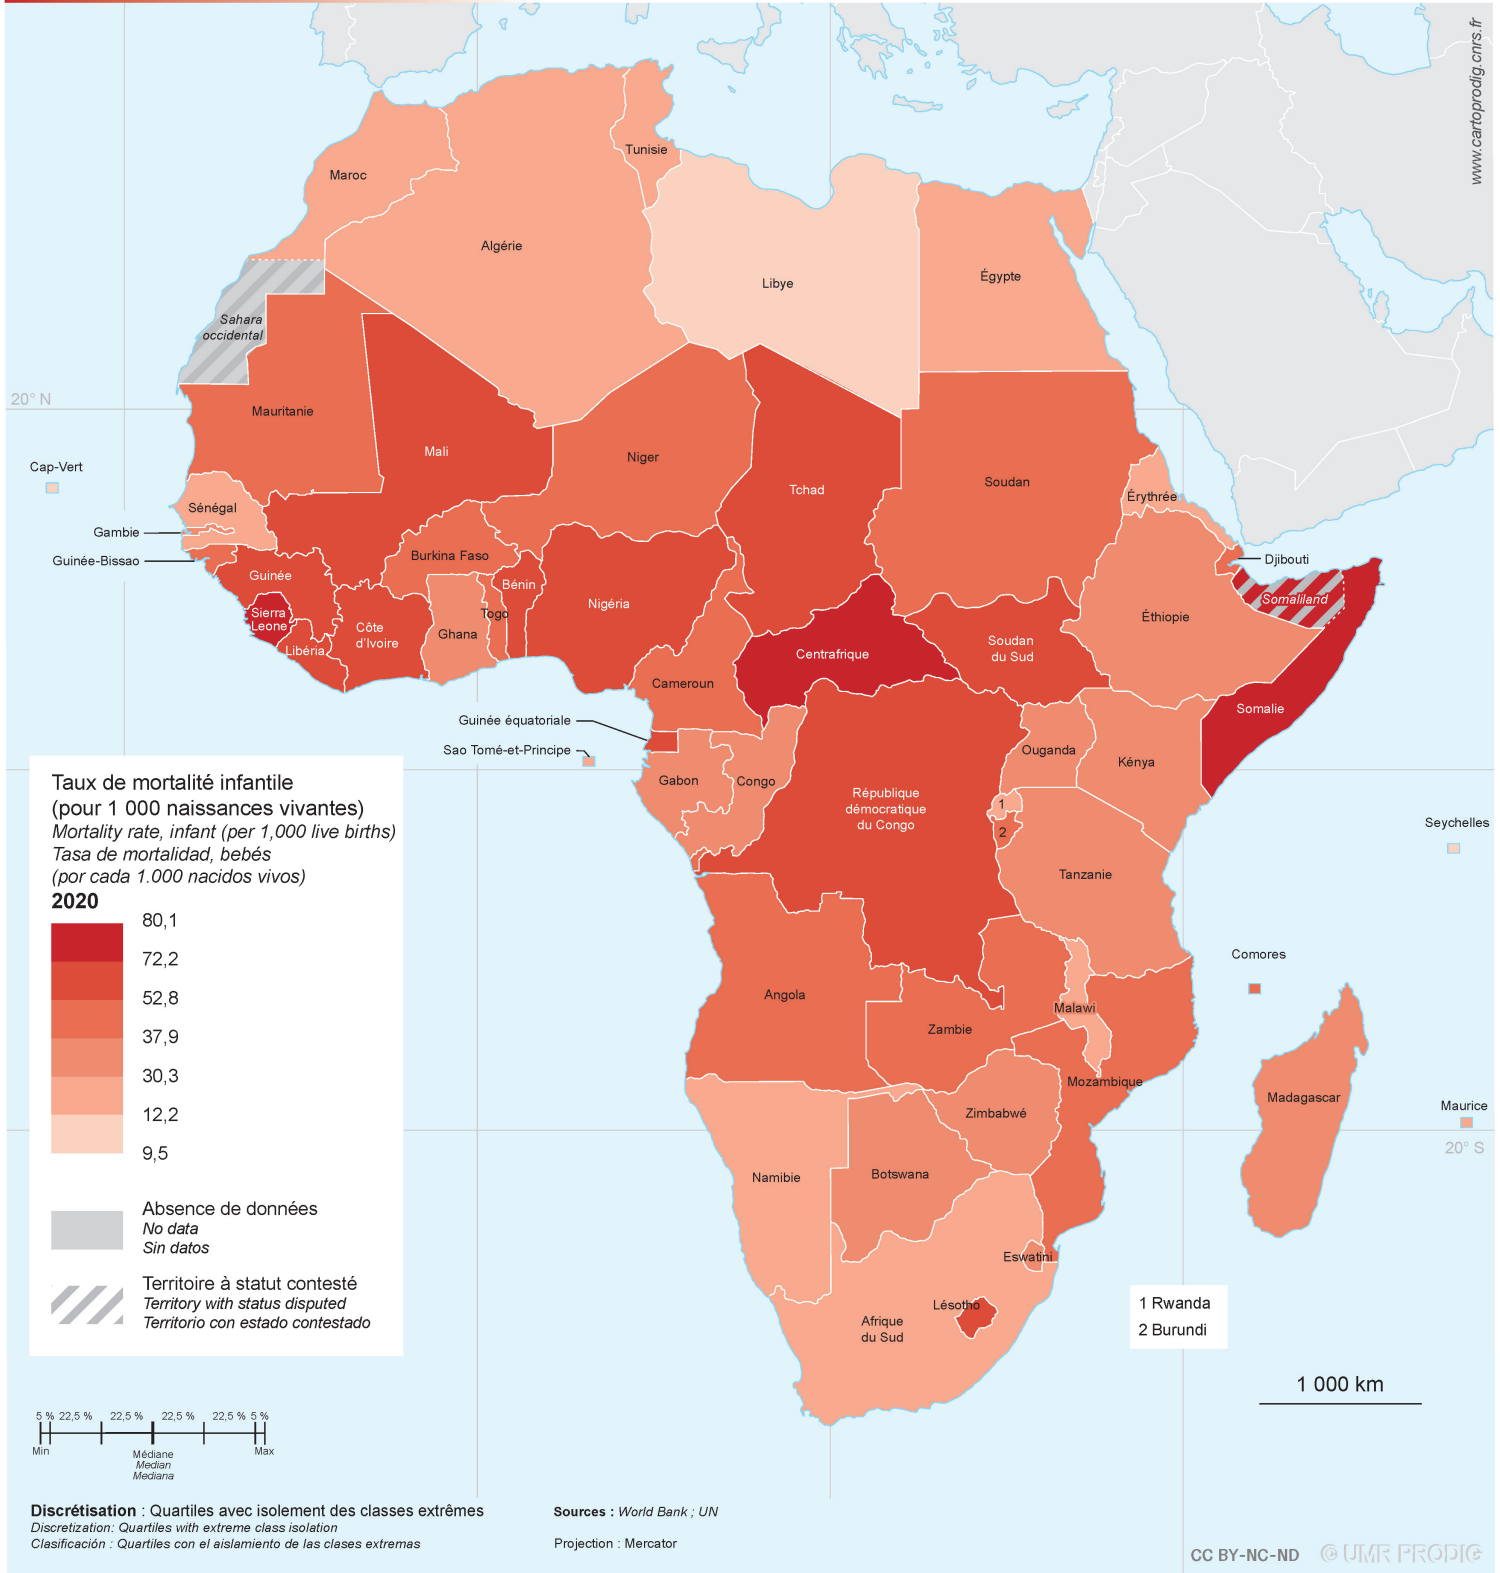 www.cartoprodig.cnrs.fr
Tunisie
Maroc
Algérie
Libye
Égypte
Sahara
occidental
20° N
Mauritanie
Mali
Niger
Cap-Vert
Tchad
Soudan
Érythrée
Sénégal
Gambie
Guinée-Bissao
Burkina Faso
Djibouti
Guinée
Bénin
Nigéria
Somaliland
Sierra
Leone
Togo
Éthiopie
Côte
d'Ivoire
Ghana
Libéria
Centrafrique
Soudan
du Sud
Cameroun
Somalie
Guinée équatoriale
Sao Tomé-et-Principe
Ouganda
Kénya
Gabon
Congo
République
démocratique
du Congo
1
2
Seychelles
Tanzanie
Comores
Angola
Malawi
Zambie
Mozambique
Madagascar
Maurice
Zimbabwé
20° S
Namibie
Botswana
Eswatini
Lésotho
Afrique
du Sud
1 Rwanda
2 Burundi
1 000 km
Taux de mortalité infantile
(pour 1 000 naissances vivantes)
Mortality rate, infant (per 1,000 live births)
Tasa de mortalidad, bebés
(por cada 1.000 nacidos vivos)
2020
80,1
72,2
52,8
37,9
30,3
12,2
9,5
Absence de données
No data
Sin datos
Territoire à statut contesté
Territory with status disputed
Territorio con estado contestado
5 % 22,5 % 22,5 % 22,5 % 22,5 % 5 %
Min Médiane Max
Median
Mediana
Discrétisation : Quartiles avec isolement des classes extrêmes
Discretization: Quartiles with extreme class isolation
Clasificación : Quartiles con el aislamiento de las clases extremas
Sources : World Bank ; UN
Projection : Mercator
CC BY-NC-ND © UMR PRODIG